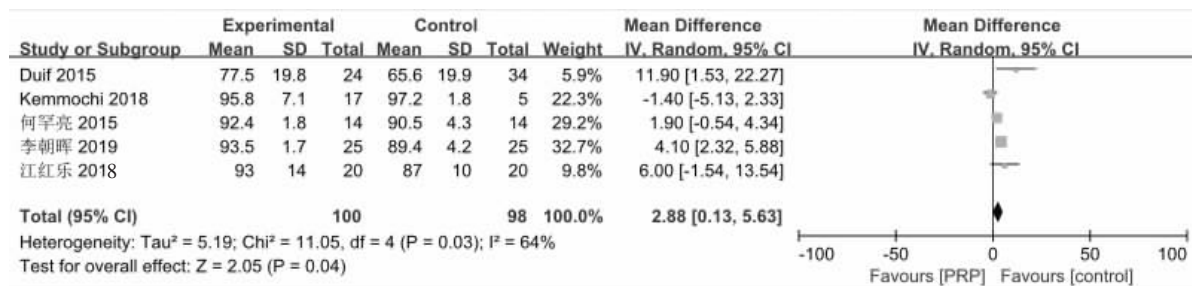 Experimental Control Mean Difference Mean Difference
Study or Subgroup Mean SD Total Mean SD Total Weight IV, Random, 95% CI IV, Random, 95% CI
Duif 2015 77.5 19.8 24 65.6 19.9 34 5.9% 11.90 [1.53, 22.27]
Kemmochi 2018 95.8 7.1 17 97.2 1.8 5 22.3% -1.40 [-5.13, 2.33]
何罕亮 2015 92.4 1.8 14 90.5 4.3 14 29.2% 1.90 [-0.54, 4.34]
李朝晖 2019 93.5 1.7 25 89.4 4.2 25 32.7% 4.10 [2.32, 5.88]
江红乐 2018 93 14 20 87 10 20 9.8% 6.00 [-1.54, 13.54]
Total (95% CI) 100 98 100.0% 2.88 [0.13, 5.63]
Heterogeneity: Tau² = 5.19; Chi² = 11.05, df = 4 (P = 0.03); I² = 64%
Test for overall effect: Z = 2.05 (P = 0.04)
-100 -50 0 50 100
Favours [PRP] Favours [control]